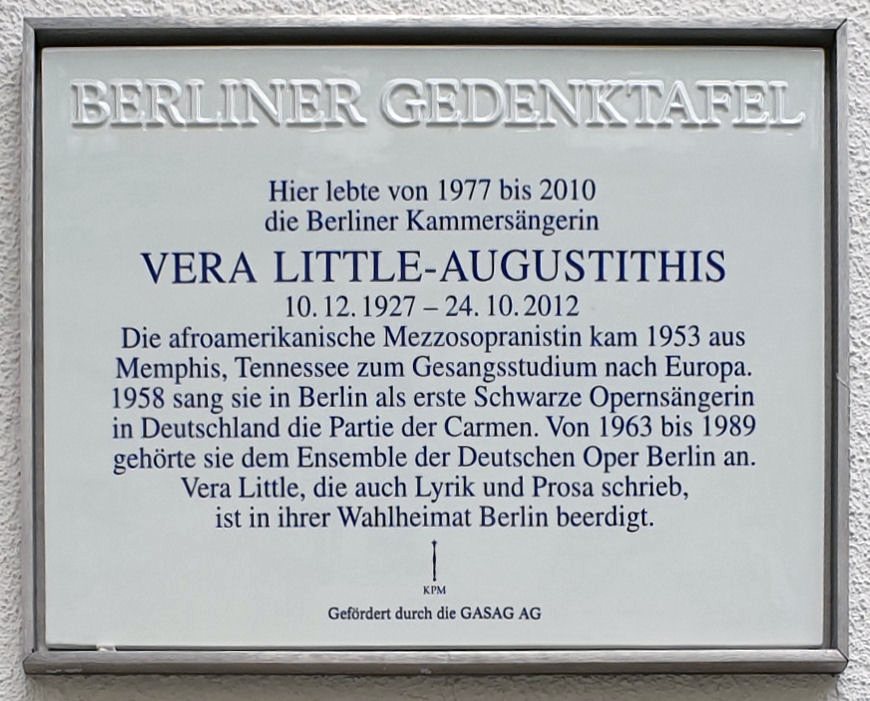 BERLINER GEDENKTAFEL
Hier lebte von 1977 bis 2010
die Berliner Kammersängerin
VERA LITTLE-AUGUSTITHIS
10. 12. 1927 – 24. 10. 2012
Die afroamerikanische Mezzosopranistin kam 1953 aus
Memphis, Tennessee zum Gesangsstudium nach Europa.
1958 sang sie in Berlin als erste Schwarze Opernsängerin
in Deutschland die Partie der Carmen. Von 1963 bis 1989
gehörte sie dem Ensemble der Deutschen Oper Berlin an.
Vera Little, die auch Lyrik und Prosa schrieb,
ist in ihrer Wahlheimat Berlin beerdigt.
KPM
Gefördert durch die GASAG AG